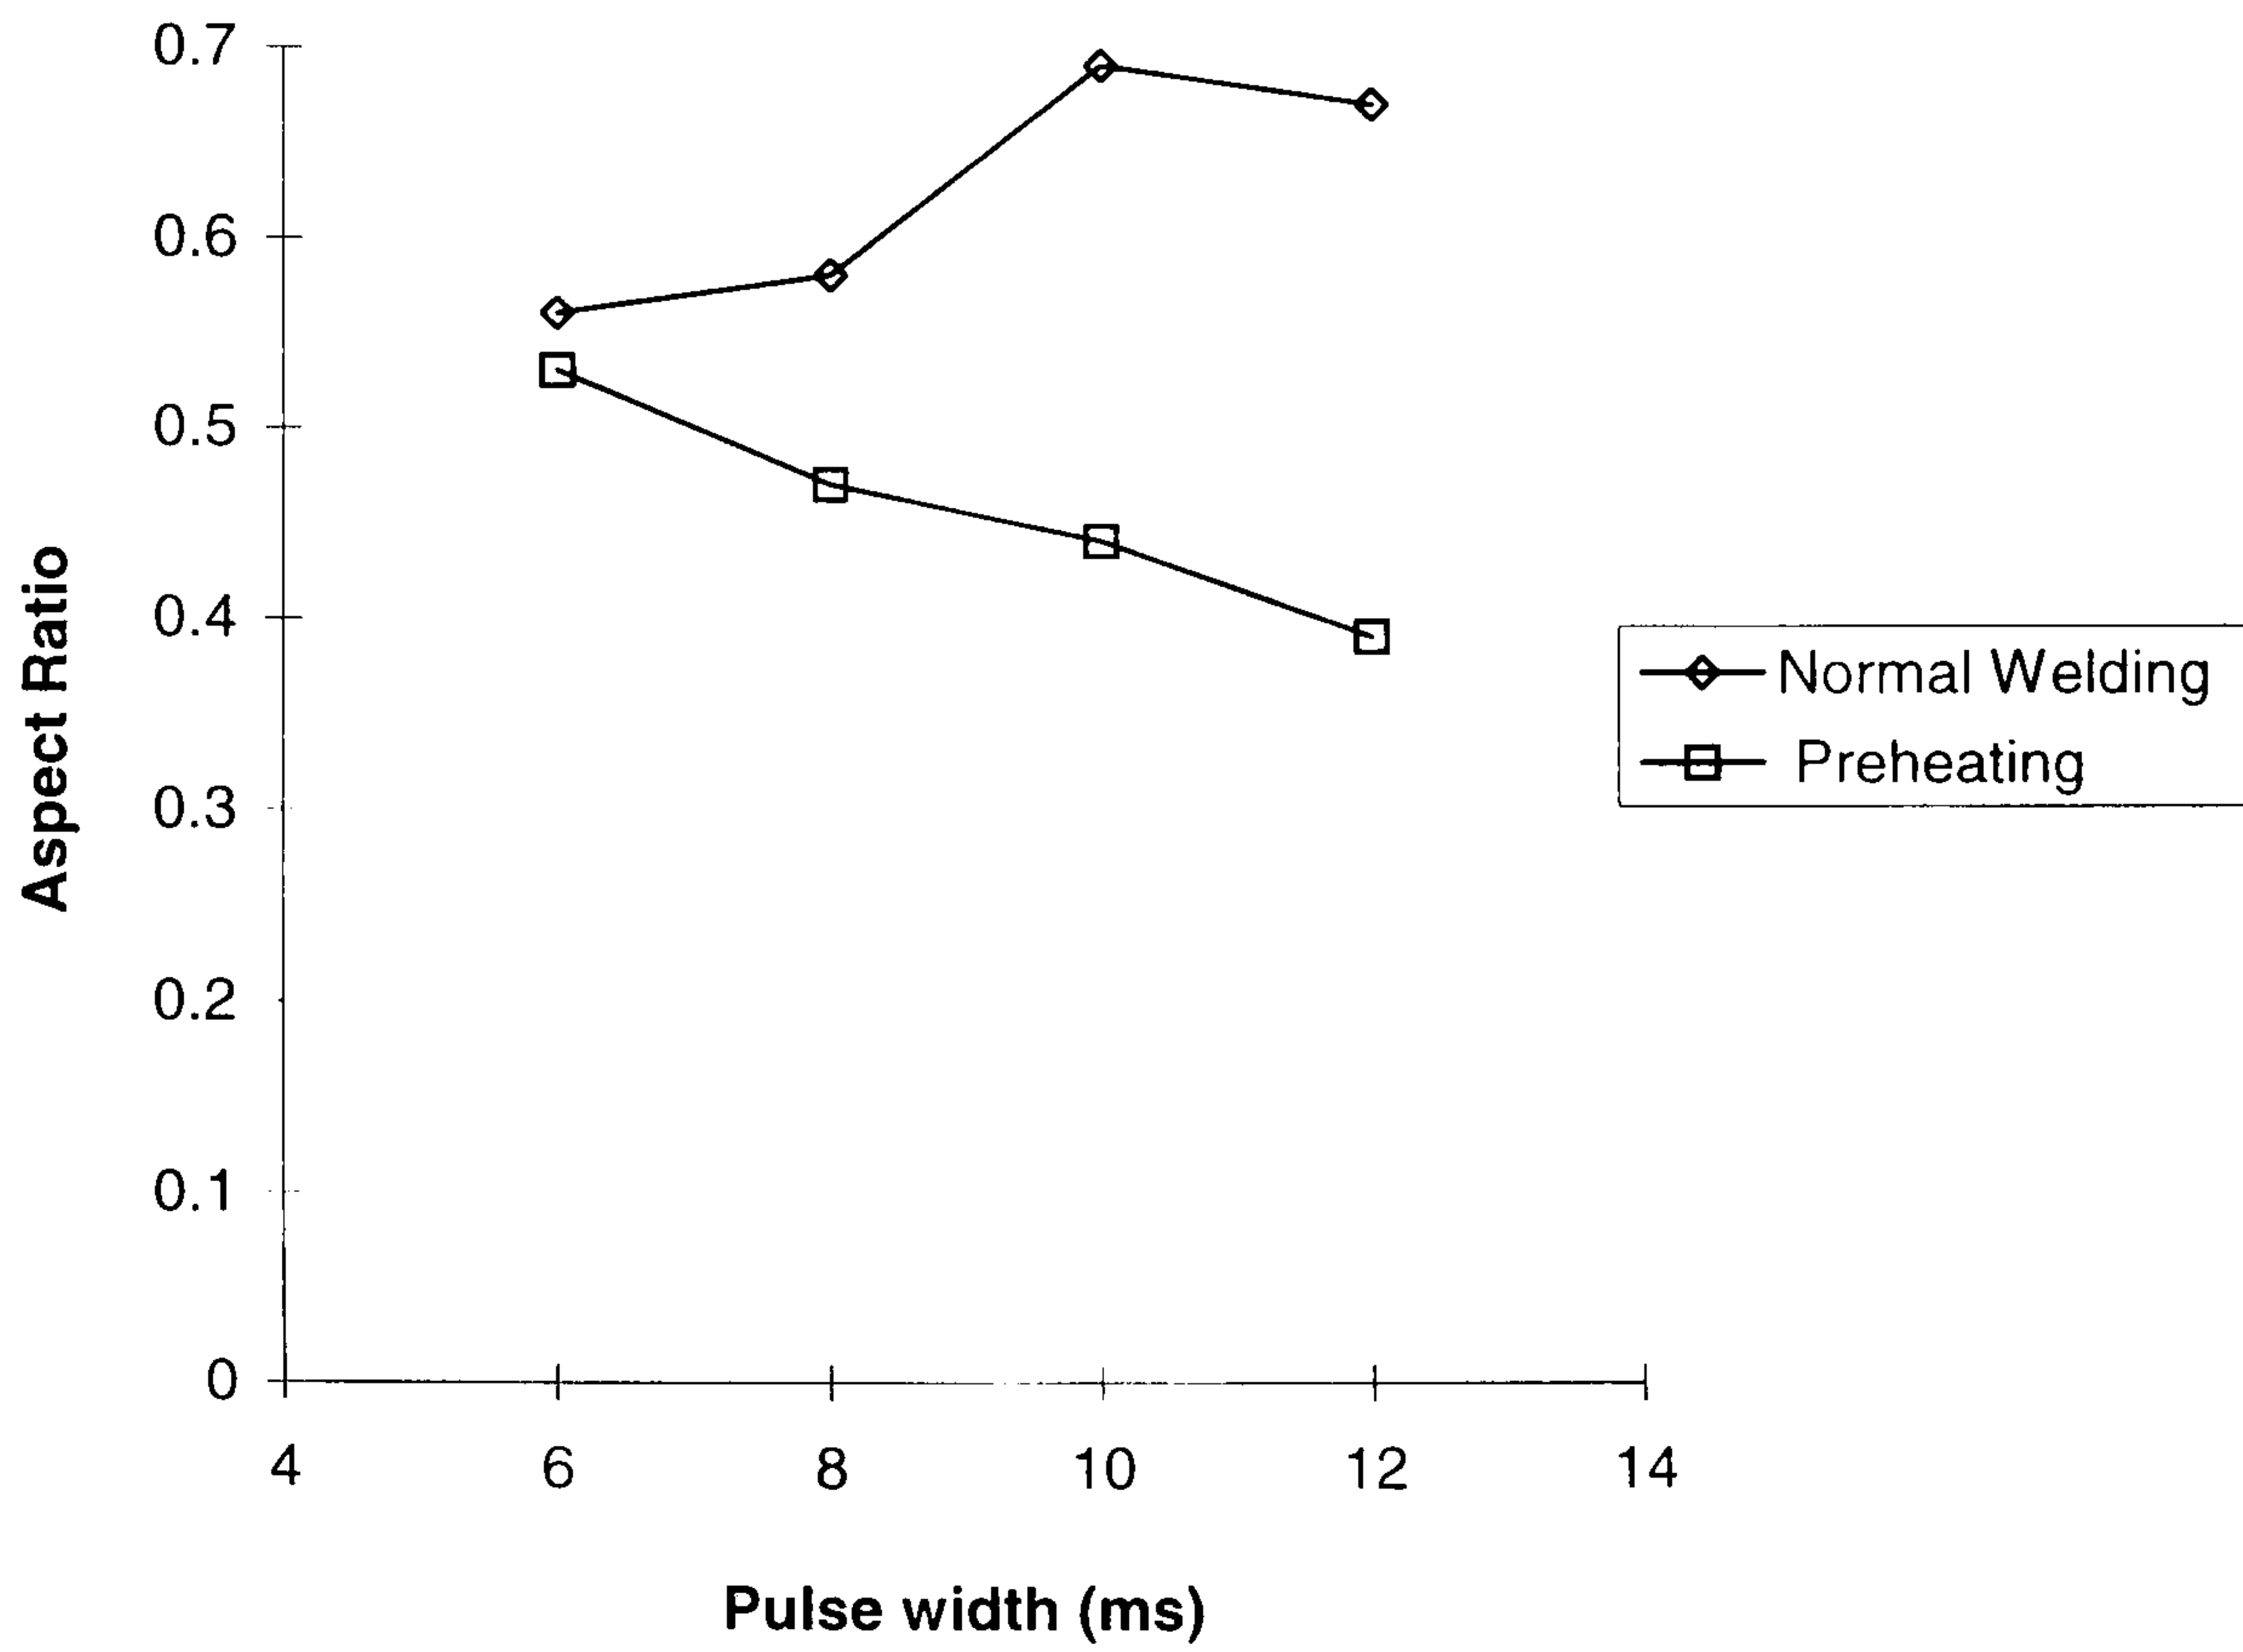 0.7
0.6
0.5
0.4
0.3
0.2
0.1
0
Aspect Ratio
Normal Welding
Preheating
4 6 8 10 12 14
Pulse width (ms)